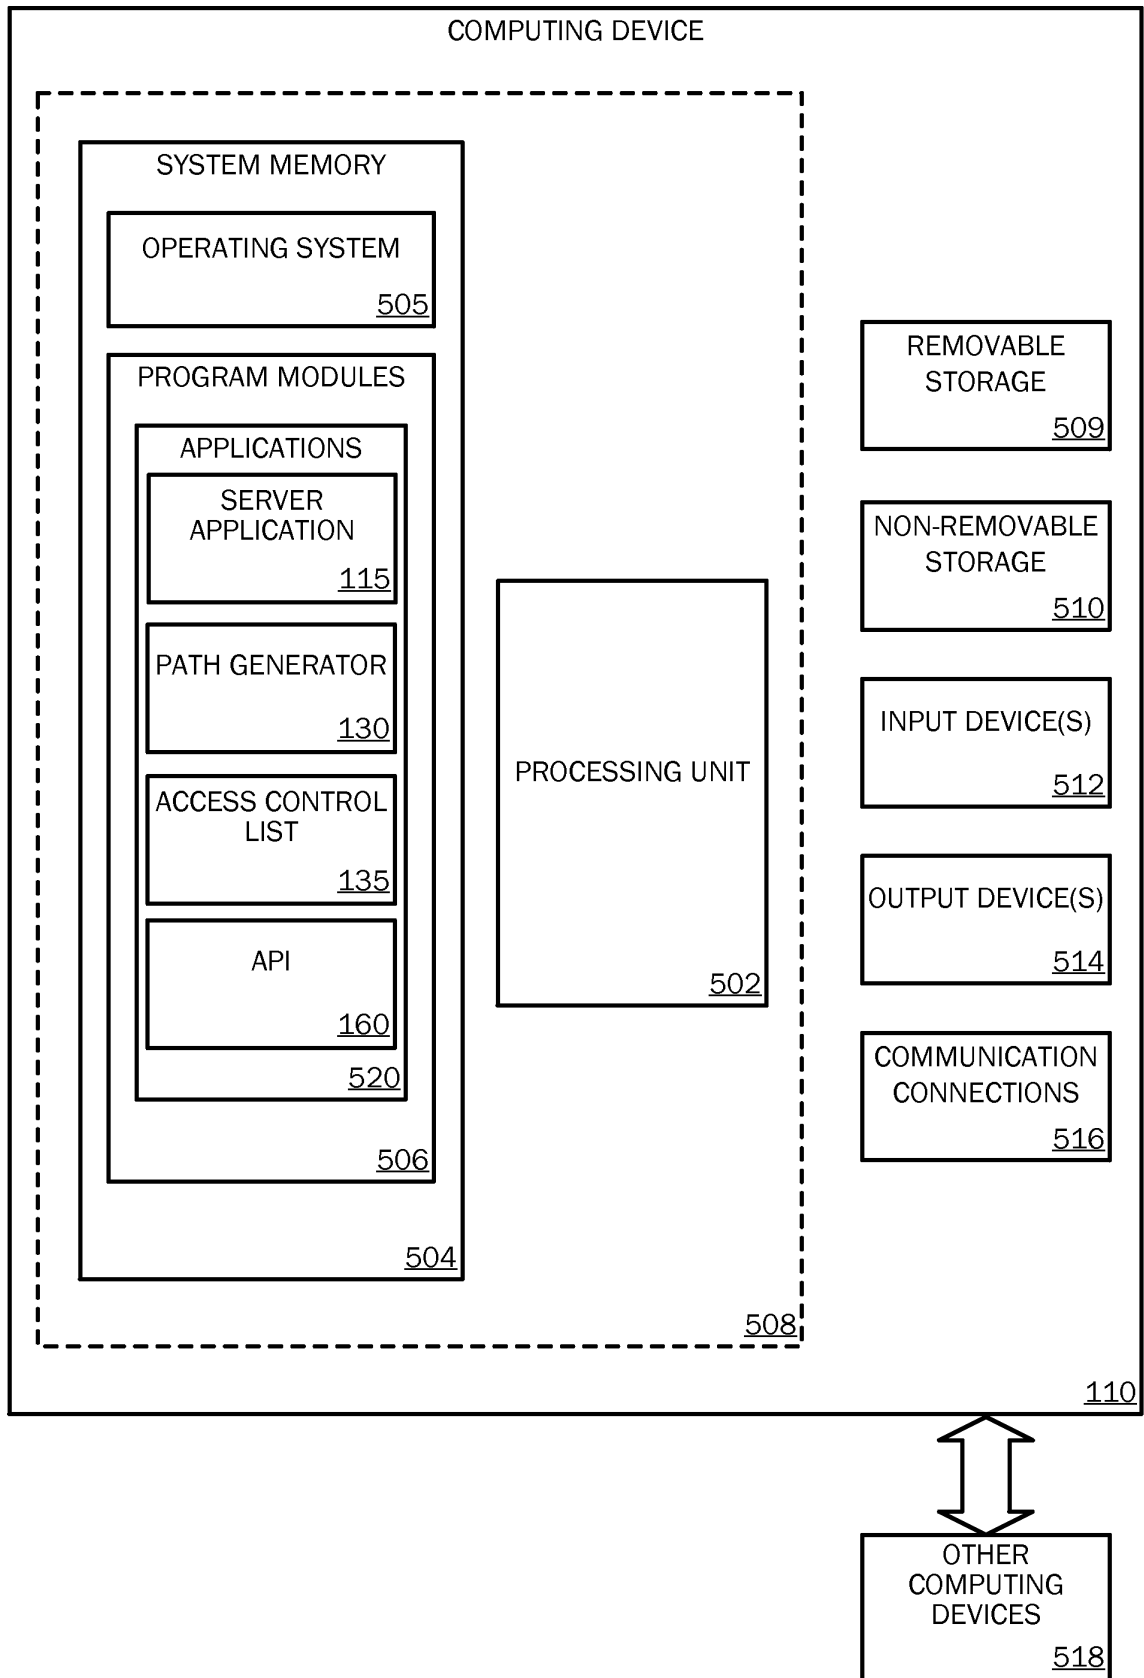 COMPUTING DEVICE
SYSTEM MEMORY
OPERATING SYSTEM
505
PROGRAM MODULES
APPLICATIONS
SERVER
APPLICATION
115
PATH GENERATOR
130
ACCESS CONTROL
LIST
135
API
160
520
506
504
PROCESSING UNIT
502
508
REMOVABLE
STORAGE
509
NON-REMOVABLE
STORAGE
510
INPUT DEVICE(S)
512
OUTPUT DEVICE(S)
514
COMMUNICATION
CONNECTIONS
516
110
OTHER
COMPUTING
DEVICES
518